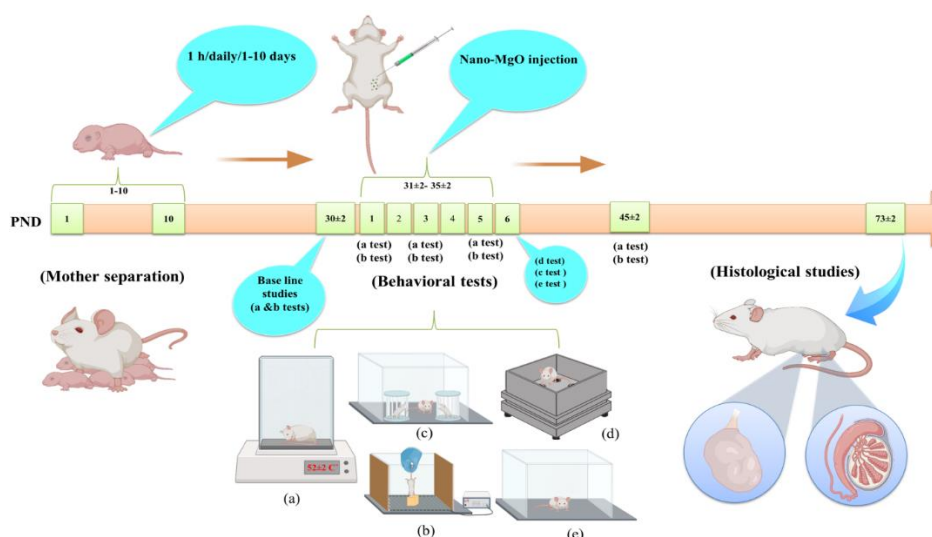 1 h/daily/1-10 days
Nano-MgO injection
1-10
31±2- 35±2
PND
1
10
30±2
1
2
3
4
5
6
45±2
73±2
(a test)
(b test)
(a test)
(b test)
(a test)
(b test)
(d test)
(c test )
(e test )
(a test)
(b test)
(Mother separation)
Base line
studies
(a &b tests)
(Behavioral tests)
(Histological studies)
52±2 C
(a)
(c)
(d)
(b)
(e)